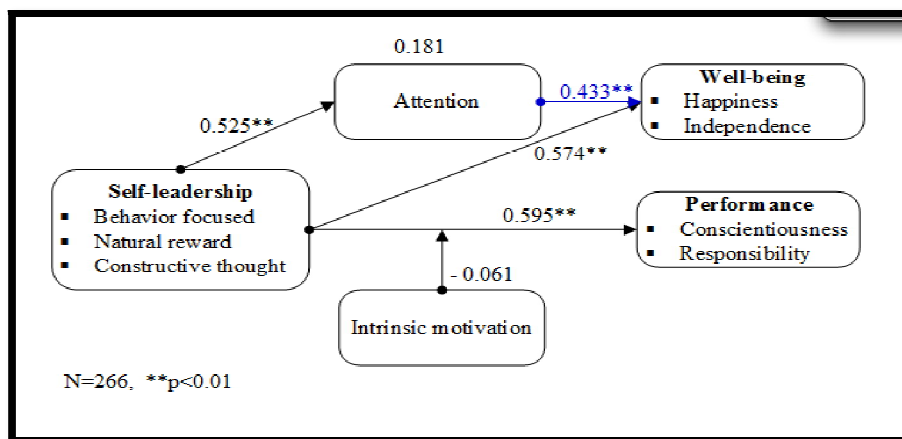 0.181
Attention
0.433**
Well-being
▪ Happiness
▪ Independence
0.525**
0.574**
Self-leadership
▪ Behavior focused
▪ Natural reward
▪ Constructive thought
0.595**
Performance
▪ Conscientiousness
▪ Responsibility
- 0.061
Intrinsic motivation
N=266, **p<0.01